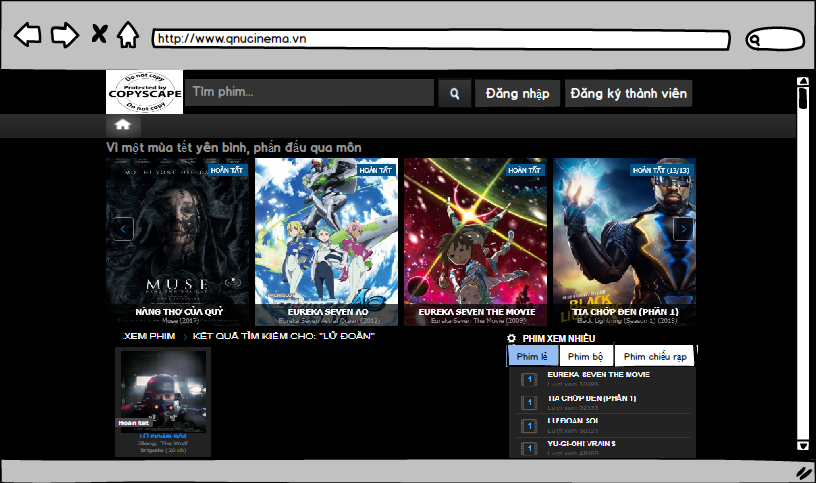 http://www.qnucinema.vn
Do not copy
Protected by
COPYSCAPE
Do not copy
Tìm phim...
Đăng nhập
Đăng ký thành viên
Vì một mùa tết yên bình, phấn đấu qua môn
HOÀN TẤT
HOÀN TẤT
HOÀN TẤT
HOÀN TẤT (13/13)
MUSE
BLACK
NÀNG THƠ CỦA QUỶ
Muse (2017)
EUREKA SEVEN AO
Eureka Seven Astral Ocean (2012)
EUREKA SEVEN THE MOVIE
Eureka Seven The Movie (2009)
TIA CHỚP ĐEN (PHẦN 1)
Black Lightning (Season 1) (2018)
XEM PHIM
KẾT QUẢ TÌM KIẾM CHO: "LỮ ĐOÀN"
Hoàn tất
LỮ ĐOÀN SÓI
PHIM XEM NHIỀU
Phim lẻ
Phim bộ
Phim chiếu rạp
1
EUREKA SEVEN THE MOVIE
Lượt xem
1
TIA CHỚP ĐEN (PHẦN 1)
Lượt xem
1
LỮ ĐOÀN SÓI
Lượt xem
1
YU-GI-OH! VRAINS
Lượt xem